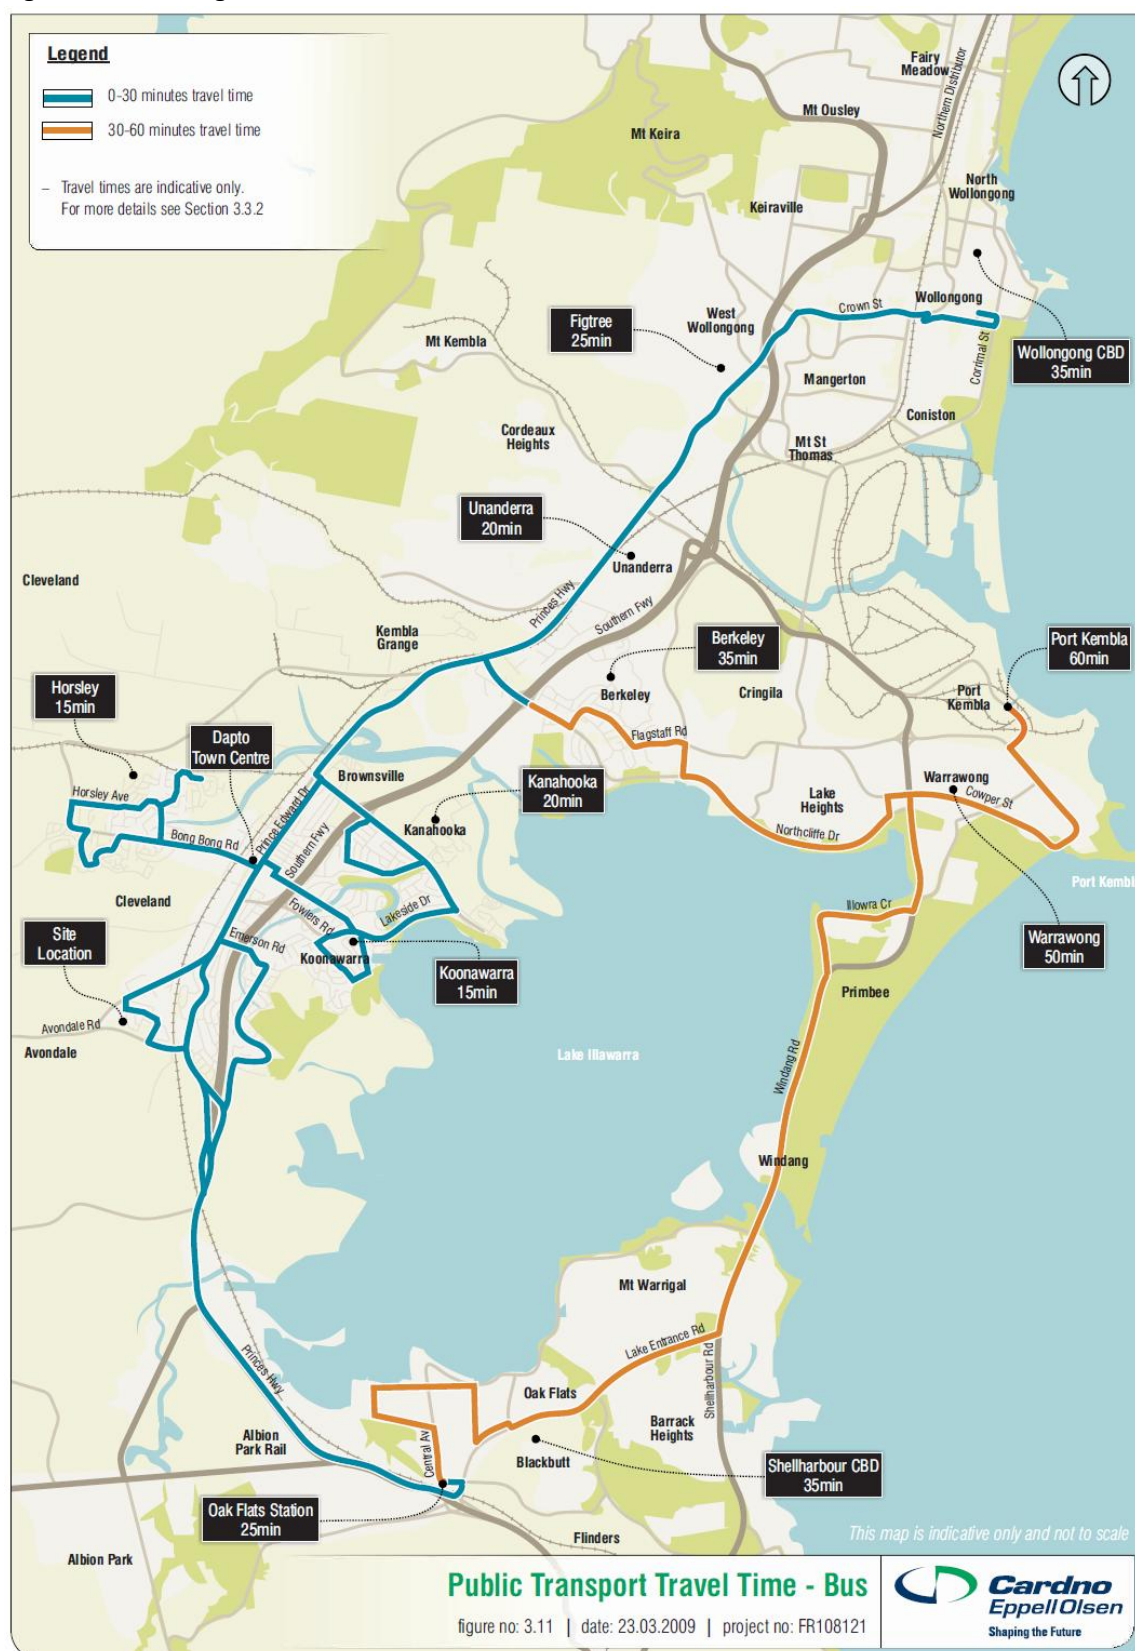 Legend
0-30 minutes travel time
30-60 minutes travel time
– Travel times are indicative only.
For more details see Section 3.3.2
Fairy
Meadow
Northern Distributor
Mt Ousley
Mt Keira
North
Wollongong
Keiraville
Crown St
Wollongong
West
Wollongong
Figtree
25min
Mt Kembla
Wollongong CBD
35min
Corrimal St
Mangerton
Coniston
Cordeaux
Heights
Mt St
Thomas
Unanderra
20min
Unanderra
Cleveland
Princes Hwy
Southern Fwy
Kembla
Grange
Berkeley
35min
Port Kembla
60min
Horsley
15min
Berkeley
Cringila
Port
Kembla
Dapto
Town Centre
Flagstaff Rd
Brownsville
Kanahooka
20min
Warrawong
Horsley Ave
Prince Edward Dr
Lake
Heights
Cowper St
Kanahooka
Bong Bong Rd
Southern Fwy
Northcliffe Dr
Port Kembl
Cleveland
Fowlers Rd
Lakeside Dr
Illowra Cr
Site
Location
Emerson Rd
Koonawarra
Warrawong
50min
Koonawarra
15min
Primbee
Avondale Rd
Avondale
Lake Illawarra
Windang Rd
Windang
Mt Warrigal
Lake Entrance Rd
Princes Hwy
Shellharbour Rd
Oak Flats
Barrack
Heights
Albion
Park Rail
Central Av
Blackbutt
Shellharbour CBD
35min
Oak Flats Station
25min
Flinders
This map is indicative only and not to scale
Albion Park
Public Transport Travel Time - Bus
figure no: 3.11 | date: 23.03.2009 | project no: FR108121
Cardno
Eppell Olsen
Shaping the Future